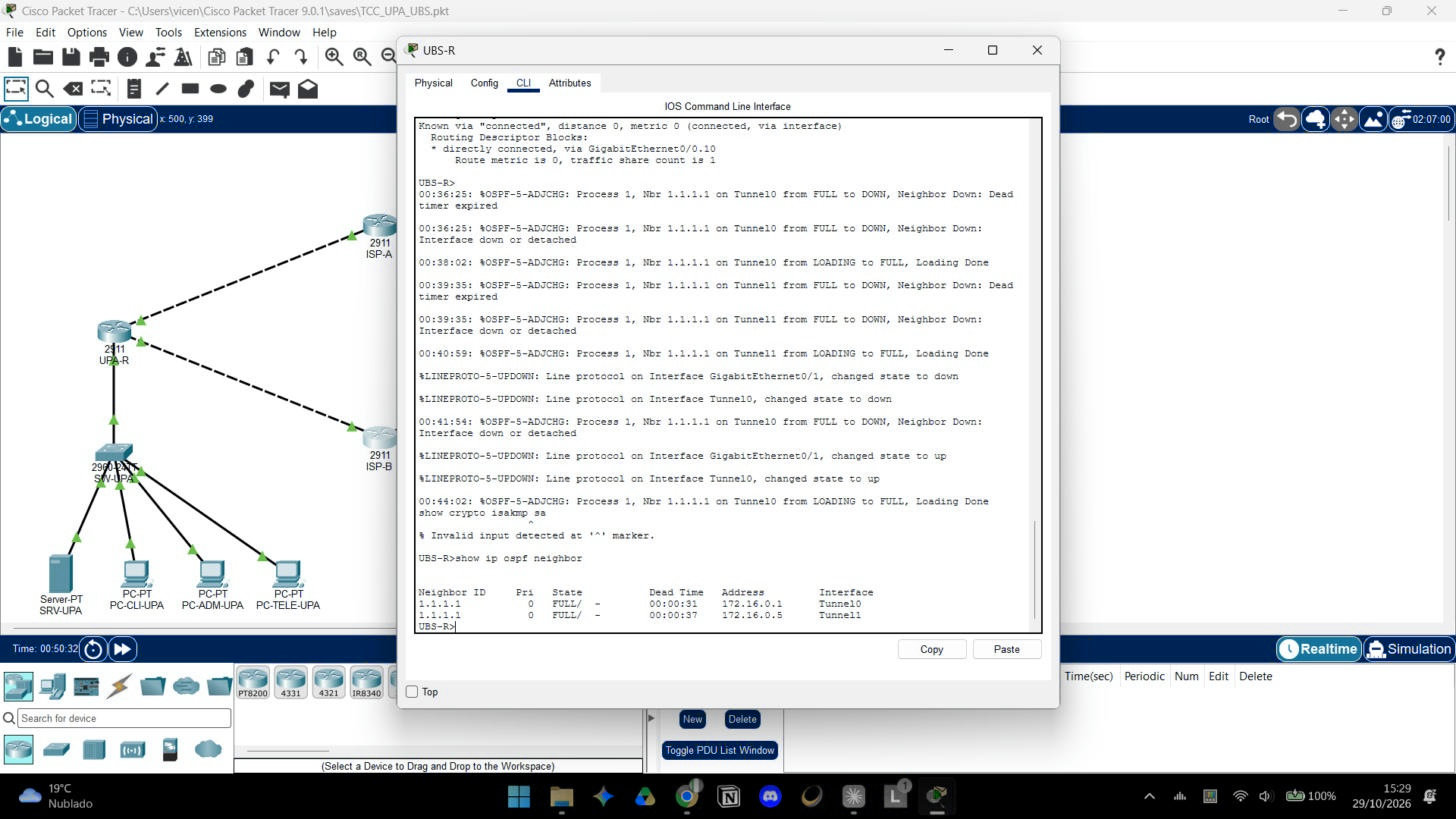 Cisco Packet Tracer - C:\Users\vicen\Cisco Packet Tracer 9.0.1\saves\TCC_UPA_UBS.pkt
File Edit Options View Tools Extensions Window Help
Logical Physical x: 500, y: 399
Root 02:07:00
2911
ISP-A
2911
UPA-R
2911
ISP-B
2960-24TT
SW-UPA
Server-PT
SRV-UPA
PC-PT
PC-CLI-UPA
PC-PT
PC-ADM-UPA
PC-PT
PC-TELE-UPA
UBS-R
Physical Config CLI Attributes
IOS Command Line Interface
Known via "connected", distance 0, metric 0 (connected, via interface)
Routing Descriptor Blocks:
* directly connected, via GigabitEthernet0/0.10
Route metric is 0, traffic share count is 1
UBS-R>
00:36:25: %OSPF-5-ADJCHG: Process 1, Nbr 1.1.1.1 on Tunnel0 from FULL to DOWN, Neighbor Down: Dead
timer expired
00:36:25: %OSPF-5-ADJCHG: Process 1, Nbr 1.1.1.1 on Tunnel0 from FULL to DOWN, Neighbor Down:
Interface down or detached
00:38:02: %OSPF-5-ADJCHG: Process 1, Nbr 1.1.1.1 on Tunnel0 from LOADING to FULL, Loading Done
00:39:35: %OSPF-5-ADJCHG: Process 1, Nbr 1.1.1.1 on Tunnel1 from FULL to DOWN, Neighbor Down: Dead
timer expired
00:39:35: %OSPF-5-ADJCHG: Process 1, Nbr 1.1.1.1 on Tunnel1 from FULL to DOWN, Neighbor Down:
Interface down or detached
00:40:59: %OSPF-5-ADJCHG: Process 1, Nbr 1.1.1.1 on Tunnel1 from LOADING to FULL, Loading Done
%LINEPROTO-5-UPDOWN: Line protocol on Interface GigabitEthernet0/1, changed state to down
%LINEPROTO-5-UPDOWN: Line protocol on Interface Tunnel0, changed state to down
00:41:54: %OSPF-5-ADJCHG: Process 1, Nbr 1.1.1.1 on Tunnel0 from FULL to DOWN, Neighbor Down:
Interface down or detached
%LINEPROTO-5-UPDOWN: Line protocol on Interface GigabitEthernet0/1, changed state to up
%LINEPROTO-5-UPDOWN: Line protocol on Interface Tunnel0, changed state to up
00:44:02: %OSPF-5-ADJCHG: Process 1, Nbr 1.1.1.1 on Tunnel0 from LOADING to FULL, Loading Done
show crypto isakmp sa
^
% Invalid input detected at '^' marker.
UBS-R>show ip ospf neighbor
Neighbor ID Pri State Dead Time Address Interface
1.1.1.1 0 FULL/ - 00:00:31 172.16.0.1 Tunnel0
1.1.1.1 0 FULL/ - 00:00:37 172.16.0.5 Tunnel1
UBS-R>
Copy Paste
Top
Time: 00:50:32
Realtime Simulation
PT8200 4331 4321 IR8340
Search for device
(Select a Device to Drag and Drop to the Workspace)
New Delete
Toggle PDU List Window
Time(sec) Periodic Num Edit Delete
19°C
Nublado
L 1
100%
15:29
29/10/2026